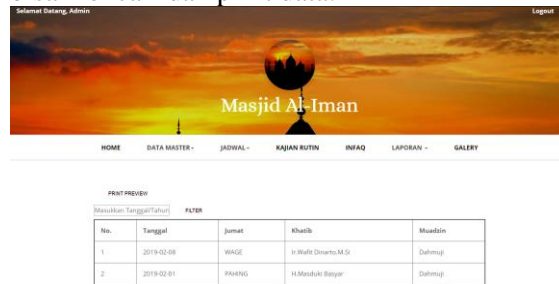 Selamat Datang, Admin Logout
Masjid Al-Iman
HOME DATA MASTER JADWAL KAJIAN RUTIN INFAQ LAPORAN GALERY
PRINT PREVIEW
Masukkan Tanggal/Tahun FILTER
No. Tanggal Jumat Khatib Muadzin
1 2019-02-08 WAGE Ir.Wafit Dinarto,M.Si Dahmuji
2 2019-02-01 PAHING H.Masduki Basyar Dahmuji